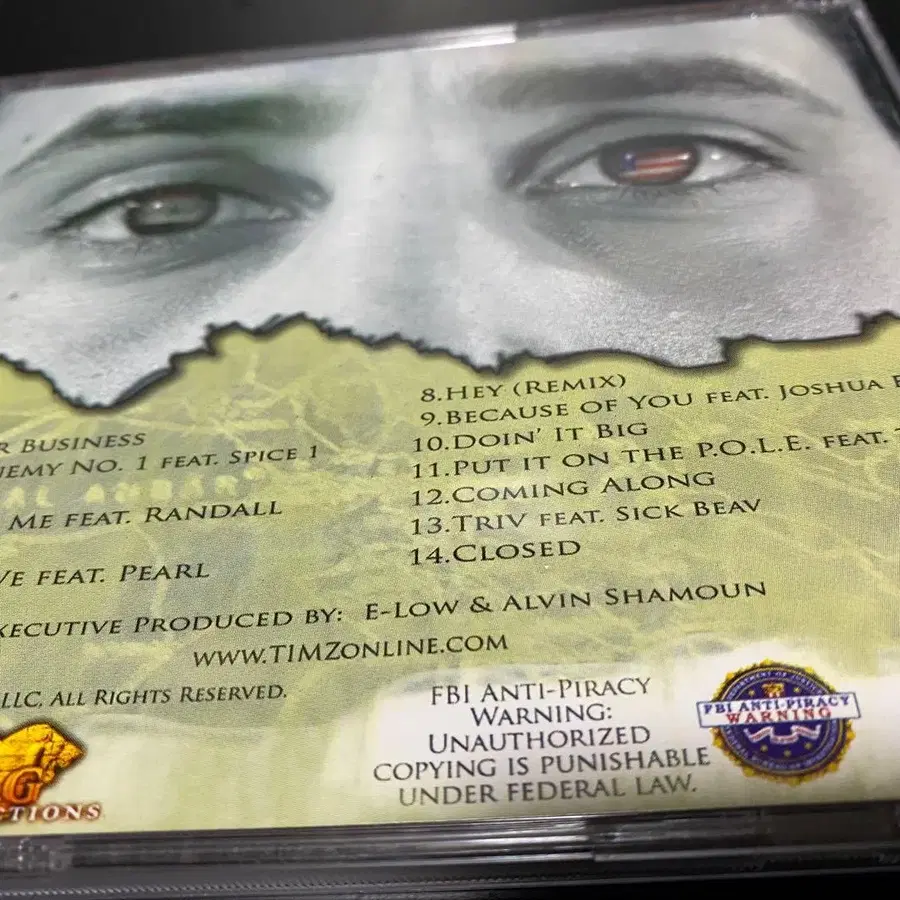 R BUSINESS
NEMY NO. 1 FEAT. SPICE 1
ME FEAT. RANDALL
VE FEAT. PEARL
8.HEY (REMIX)
9.BECAUSE OF YOU FEAT. JOSHUA
10.DOIN' IT BIG
11.PUT IT ON THE P.O.L.E. FEAT.
12.COMING ALONG
13.TRIV FEAT. SICK BEAV
14.CLOSED
XECUTIVE PRODUCED BY: E-LOW & ALVIN SHAMOUN
WWW.TIMZONLINE.COM
LLC. ALL RIGHTS RESERVED.
G
CTIONS
FBI ANTI-PIRACY
WARNING:
UNAUTHORIZED
COPYING IS PUNISHABLE
UNDER FEDERAL LAW.
FBI ANTI-PIRACY
WARNING